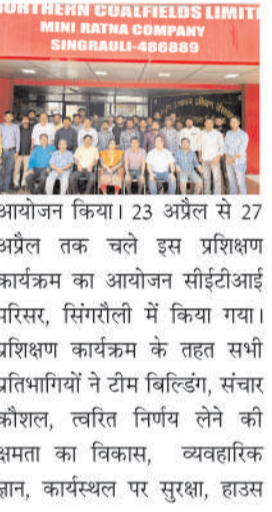 NORTHERN COALFIELDS LIMIT
MINI RATNA COMPANY
SINGRAULI-486889
आयोजन किया। 23 अप्रैल से 27
अप्रैल तक चले इस प्रशिक्षण
कार्यक्रम का आयोजन सीईटीआई
परिसर, सिंगरौली में किया गया।
प्रशिक्षण कार्यक्रम के तहत सभी
प्रतिभागियों ने टीम बिल्डिंग, संचार
कौशल, त्वरित निर्णय लेने की
क्षमता का विकास, व्यवहारिक
ज्ञान, कार्यस्थल पर सुरक्षा, हाउस